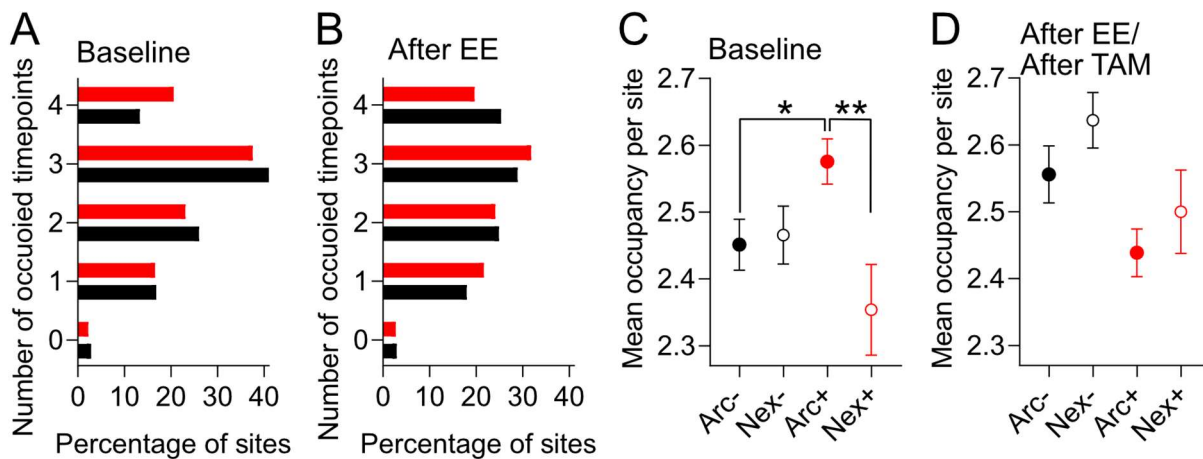 A
Baseline
Number of occuoied timepoints
4
3
2
1
0
0 10 20 30 40
Percentage of sites
B
After EE
Number of occuoied timepoints
4
3
2
1
0
0 10 20 30 40
Percentage of sites
C
Baseline
Mean occupancy per site
2.7
2.6
2.5
2.4
2.3
* **
Arc- Nex- Arc+ Nex+
D
After EE/
After TAM
Mean occupancy per site
2.7
2.6
2.5
2.4
2.3
Arc- Nex- Arc+ Nex+